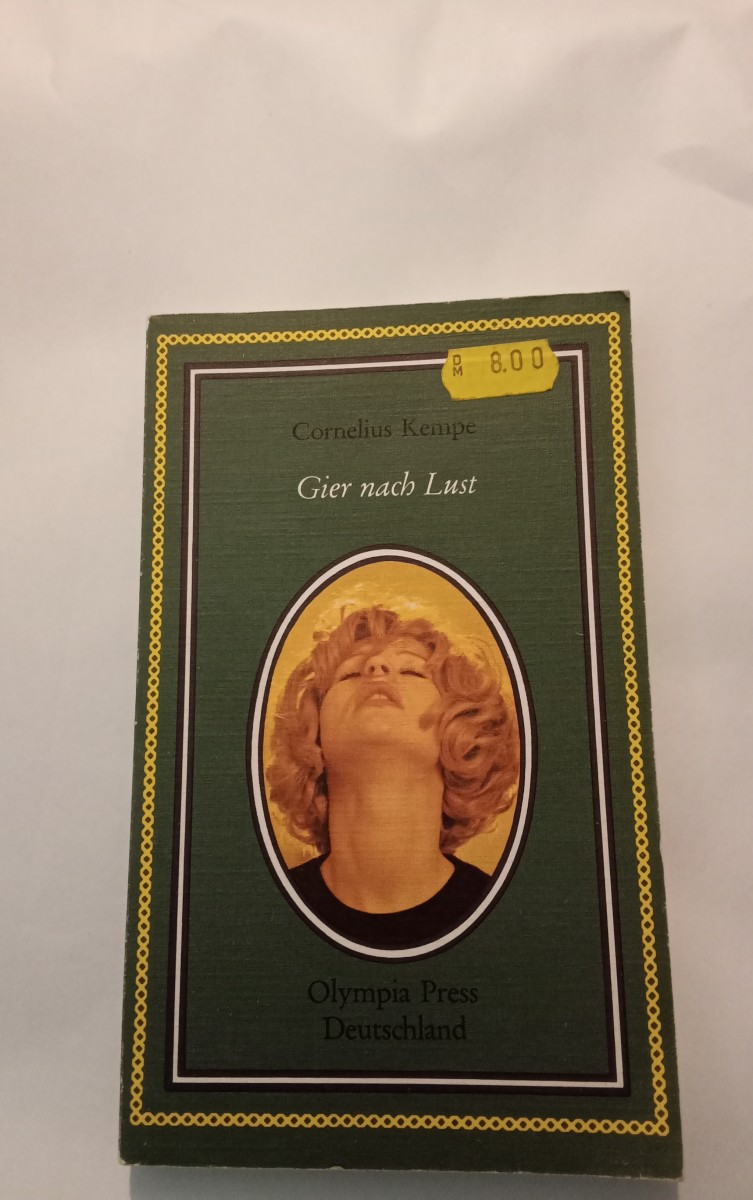 DM 8.00
Cornelius Kempe
Gier nach Lust
Olympia Press
Deutschland